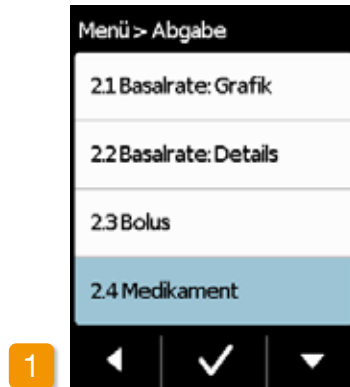 Menü > Abgabe
2.1 Basalrate: Grafik
2.2 Basalrate: Details
2.3 Bolus
2.4 Medikament
1